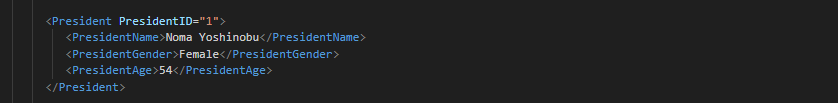 <President PresidentID="1">
<PresidentName>Noma Yoshinobu</PresidentName>
<PresidentGender>Female</PresidentGender>
<PresidentAge>54</PresidentAge>
</President>